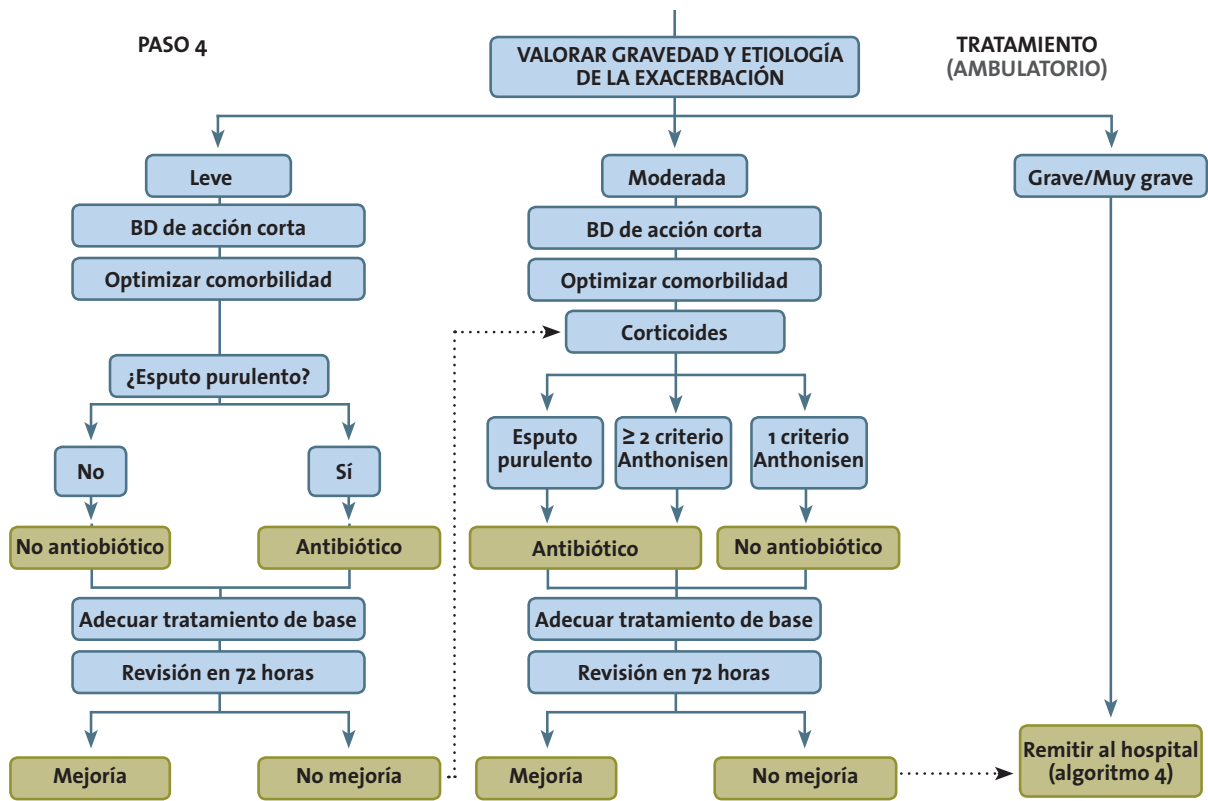 PASO 4
VALORAR GRAVEDAD Y ETIOLOGÍA
DE LA EXACERBACIÓN
TRATAMIENTO
(AMBULATORIO)
Leve
Moderada
Grave/Muy grave
BD de acción corta
BD de acción corta
Optimizar comorbilidad
Optimizar comorbilidad
Corticoides
¿Esputo purulento?
Esputo
purulento
≥ 2 criterio
Anthonisen
1 criterio
Anthonisen
No
Sí
No antiobiótico
Antibiótico
Antibiótico
No antiobiótico
Adecuar tratamiento de base
Adecuar tratamiento de base
Revisión en 72 horas
Revisión en 72 horas
Mejoría
No mejoría
Mejoría
No mejoría
Remitir al hospital
(algoritmo 4)